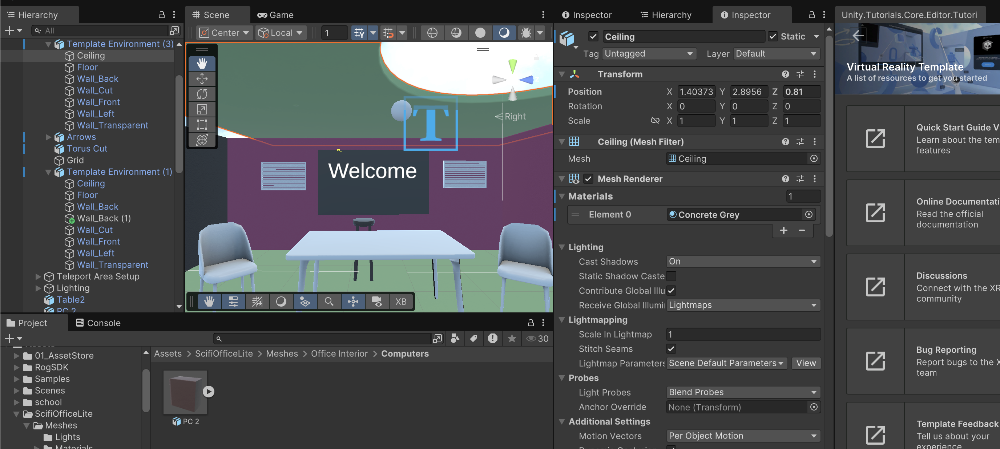 Hierarchy
All
Template Environment (3)
Ceiling
Floor
Wall_Back
Wall_Cut
Wall_Front
Wall_Left
Wall_Transparent
Arrows
Torus Cut
Grid
Template Environment (1)
Ceiling
Floor
Wall_Back
Wall_Back (1)
Wall_Cut
Wall_Front
Wall_Left
Wall_Transparent
Teleport Area Setup
Lighting
Table2
PC 2
Scene
Game
Center
Local
1
Y
T
Right
Welcome
XB
Inspector
Hierarchy
Inspector
Ceiling
Static
Tag
Untagged
Layer
Default
Transform
Position X 1.40373 Y 2.8956 Z 0.81
Rotation X 0 Y 0 Z 0
Scale X 1 Y 1 Z 1
Ceiling (Mesh Filter)
Mesh Ceiling
Mesh Renderer
Materials 1
Element 0 Concrete Grey
Lighting
Cast Shadows On
Static Shadow Caste
Contribute Global Illu
Receive Global Illumi Lightmaps
Lightmapping
Scale In Lightmap 1
Stitch Seams
Lightmap Parameters Scene Default Parameters View
Probes
Light Probes Blend Probes
Anchor Override None (Transform)
Additional Settings
Motion Vectors Per Object Motion
Unity.Tutorials.Core.Editor.Tutori
Virtual Reality Template
A list of resources to get you started
Quick Start Guide V
Learn about the tem
features
Online Documentati
Read the official
documentation
Discussions
Connect with the XR
community
Bug Reporting
Report bugs to the X
team
Template Feedback
Tell us about your
experience
Project
Console
30
Assets
01_AssetStore
RogSDK
Samples
Scenes
school
ScifiOfficeLite
Meshes
Lights
Materials
Assets > ScifiOfficeLite > Meshes > Office Interior > Computers
PC 2